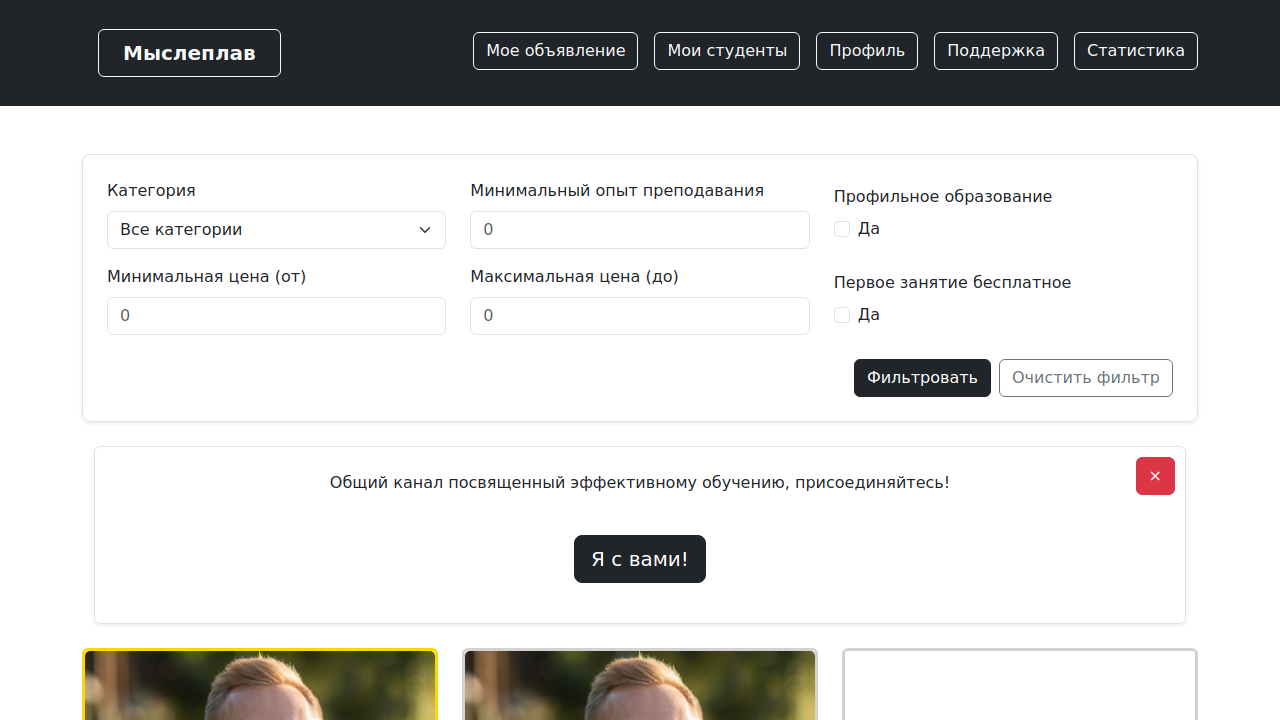 Мыслеплав
Мое объявление
Мои студенты
Профиль
Поддержка
Статистика
Категория
Все категории
Минимальный опыт преподавания
0
Профильное образование
Да
Минимальная цена (от)
0
Максимальная цена (до)
0
Первое занятие бесплатное
Да
Фильтровать
Очистить фильтр
Общий канал посвященный эффективному обучению, присоединяйтесь!
Я с вами!